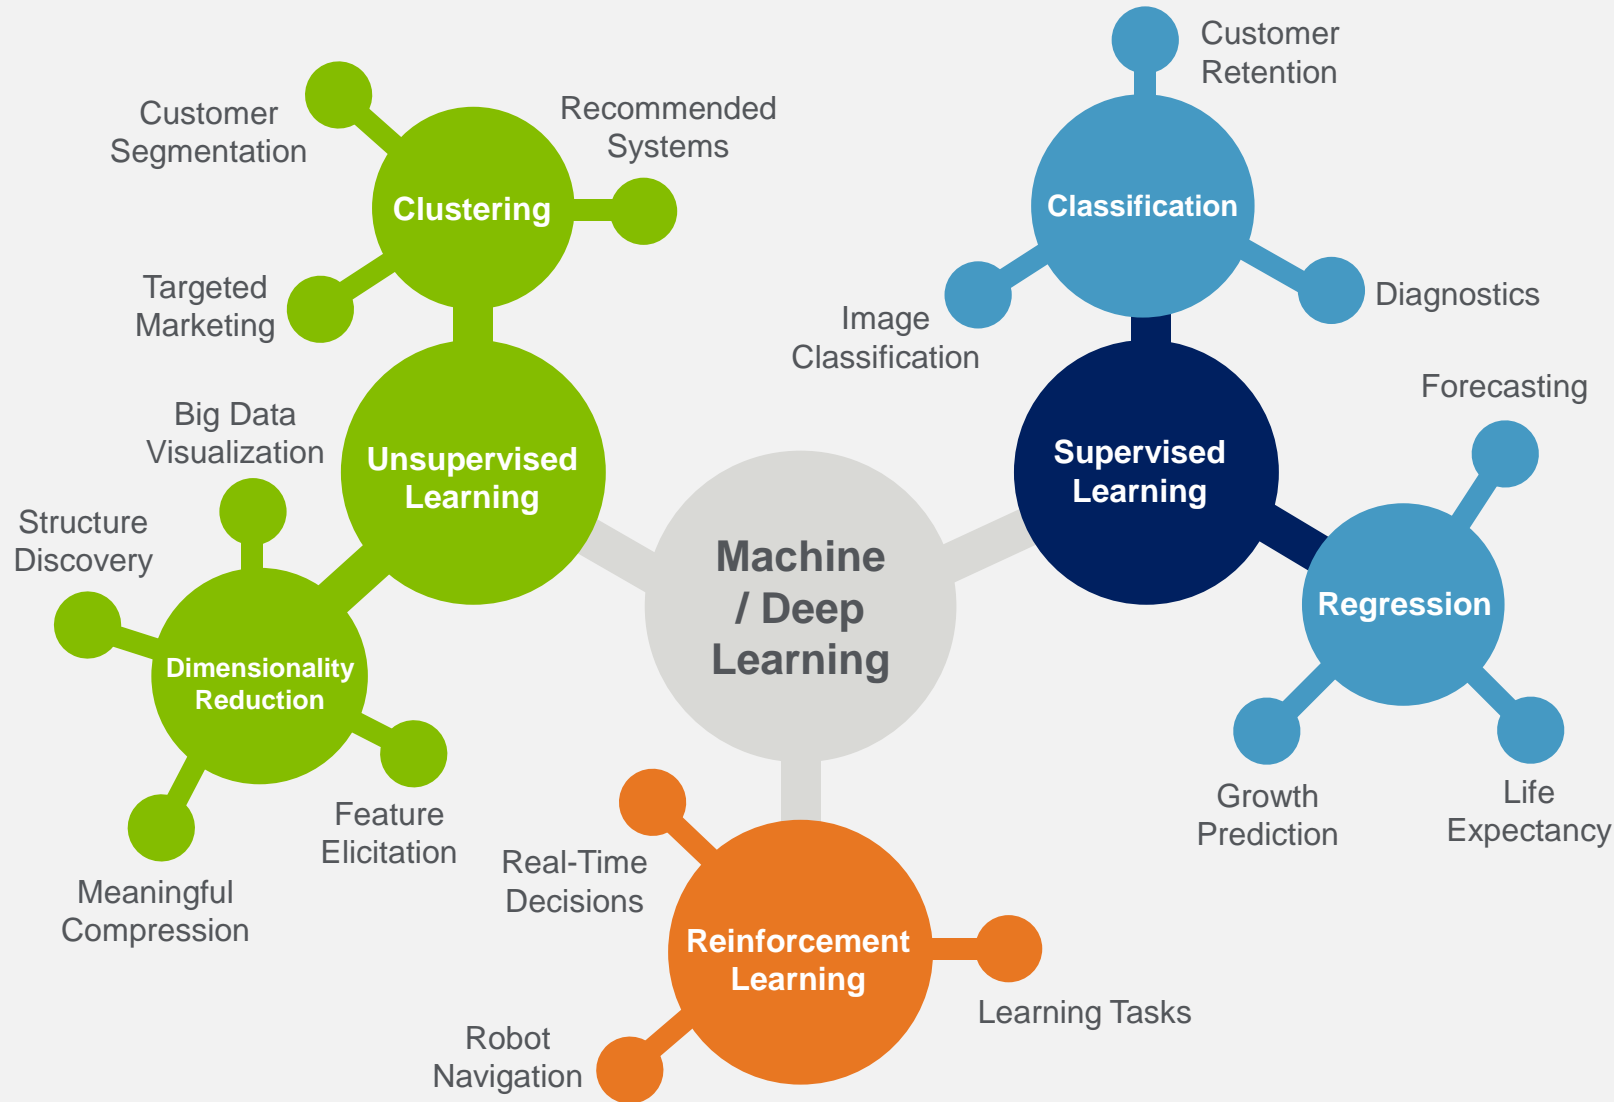 Customer
Retention
Customer
Segmentation
Recommended
Systems
Clustering
Classification
Targeted
Marketing
Image
Classification
Diagnostics
Big Data
Visualization
Forecasting
Unsupervised
Learning
Supervised
Learning
Structure
Discovery
Machine
/ Deep
Learning
Regression
Dimensionality
Reduction
Feature
Elicitation
Growth
Prediction
Life
Expectancy
Meaningful
Compression
Real-Time
Decisions
Reinforcement
Learning
Learning Tasks
Robot
Navigation